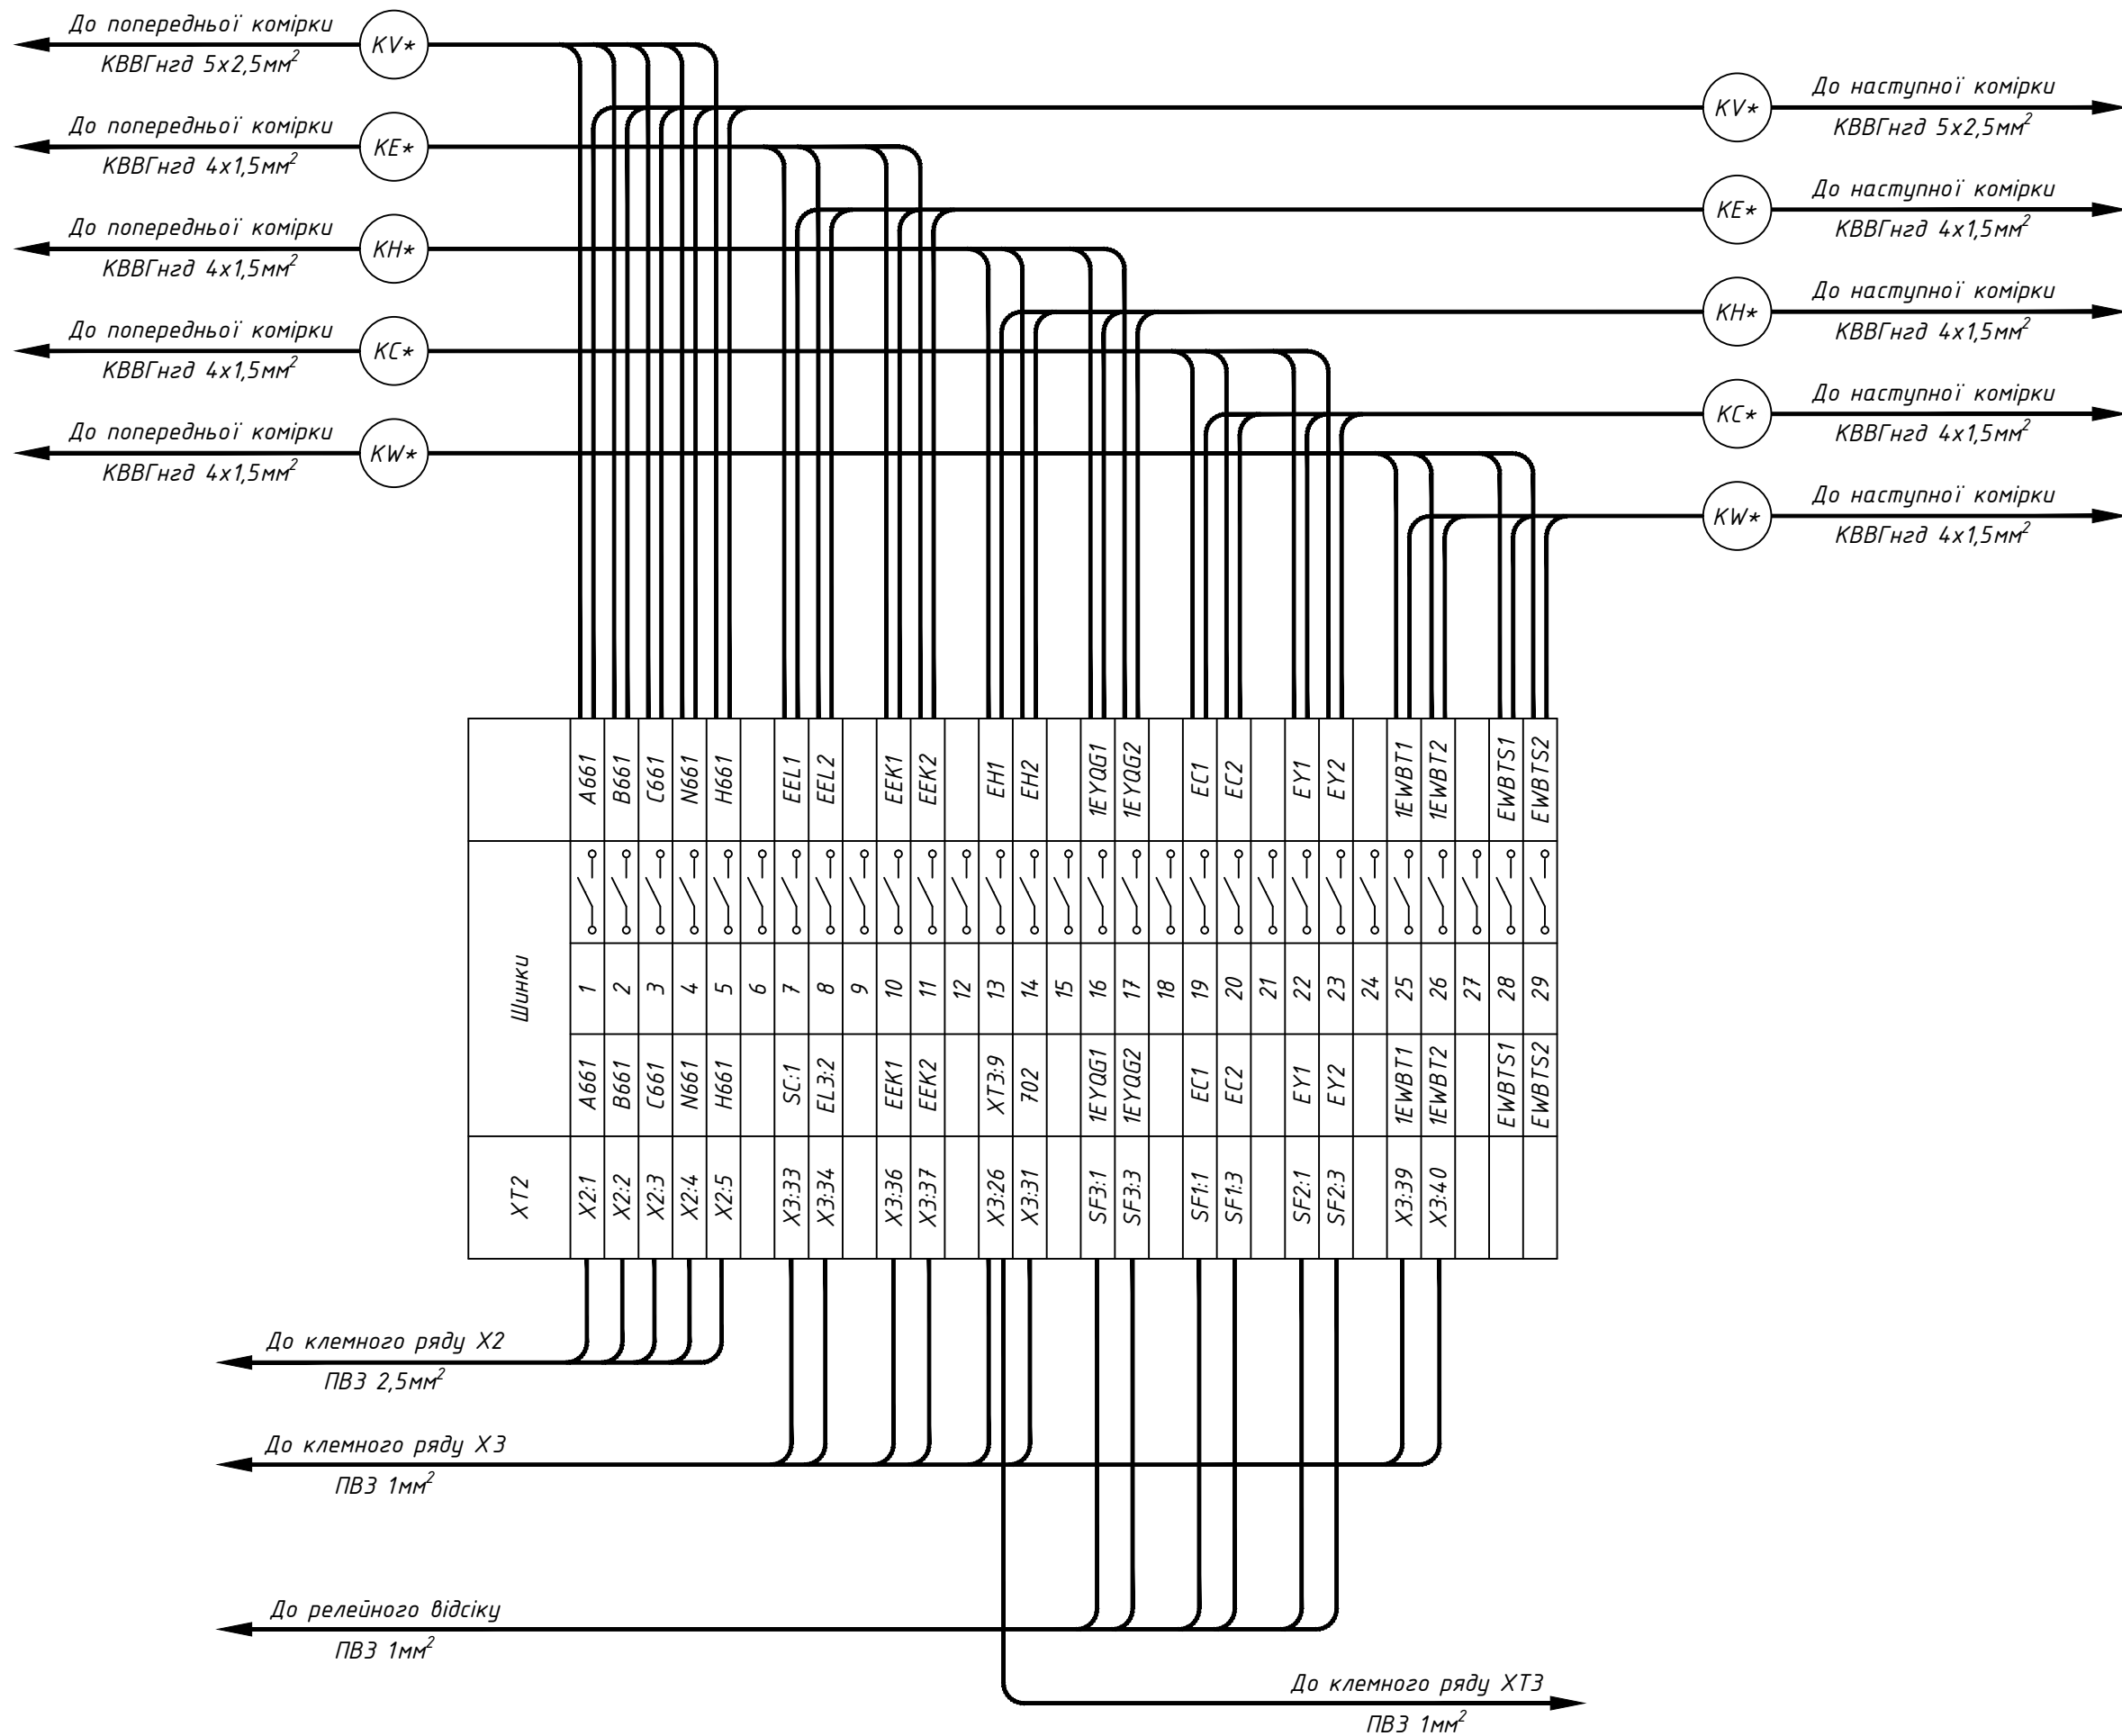 До попередньої комірки
КВВГнгд 5х2,5мм²
KV*
До попередньої комірки
КВВГнгд 4х1,5мм²
KE*
До попередньої комірки
КВВГнгд 4х1,5мм²
KH*
До попередньої комірки
КВВГнгд 4х1,5мм²
KC*
До попередньої комірки
КВВГнгд 4х1,5мм²
KW*
KV*
До наступної комірки
КВВГнгд 5х2,5мм²
KE*
До наступної комірки
КВВГнгд 4х1,5мм²
KH*
До наступної комірки
КВВГнгд 4х1,5мм²
KC*
До наступної комірки
КВВГнгд 4х1,5мм²
KW*
До наступної комірки
КВВГнгд 4х1,5мм²
A661 B661 C661 N661 H661 EEL1 EEL2 EEK1 EEK2 EH1 EH2 1EYQG1 1EYQG2 EC1 EC2 EY1 EY2 1EWBT1 1EWBT2 EWBTS1 EWBTS2
Шинки
1 2 3 4 5 6 7 8 9 10 11 12 13 14 15 16 17 18 19 20 21 22 23 24 25 26 27 28 29
A661 B661 C661 N661 H661 SC:1 EL3:2 EEK1 EEK2 XT3:9 702 1EYQG1 1EYQG2 EC1 EC2 EY1 EY2 1EWBT1 1EWBT2 EWBTS1 EWBTS2
XT2
X2:1 X2:2 X2:3 X2:4 X2:5 X3:33 X3:34 X3:36 X3:37 X3:26 X3:31 SF3:1 SF3:3 SF1:1 SF1:3 SF2:1 SF2:3 X3:39 X3:40
До клемного ряду X2
ПВ3 2,5мм²
До клемного ряду X3
ПВ3 1мм²
До релейного відсіку
ПВ3 1мм²
До клемного ряду XT3
ПВ3 1мм²